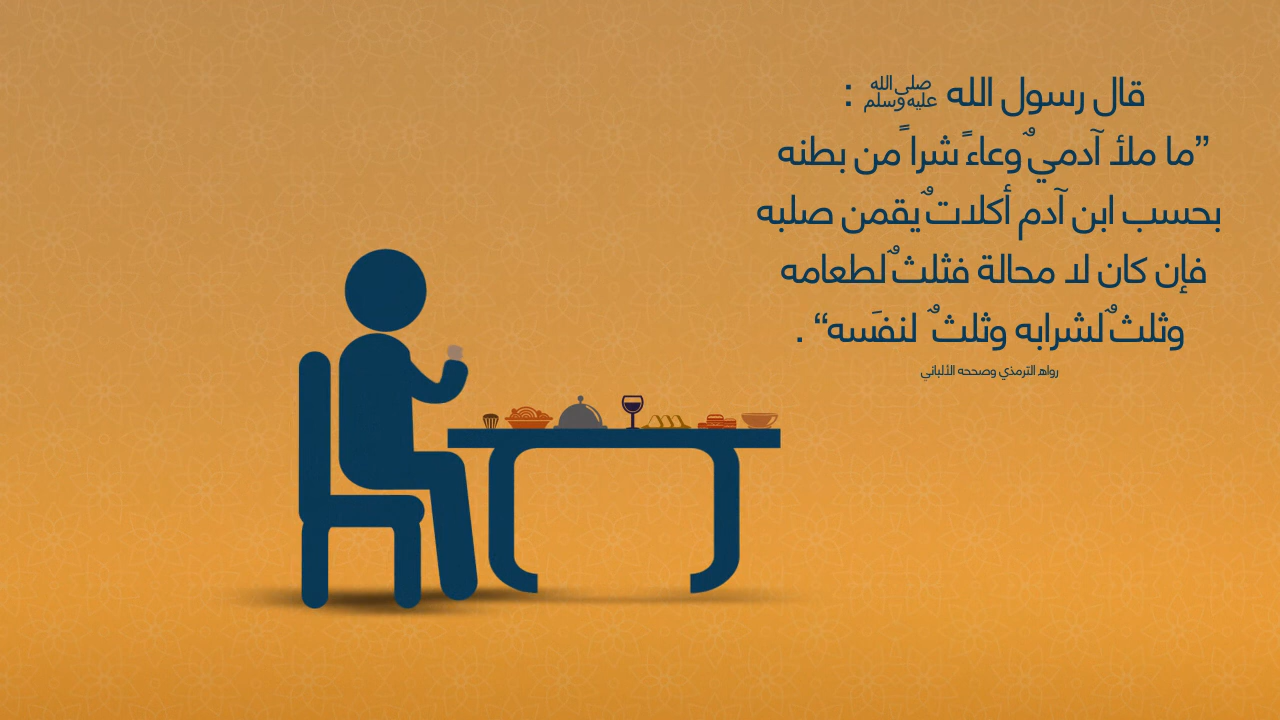 قال رسول الله صلى الله عليه وسلم :
”ما ملأ آدميٌ وعاءً شراً من بطنه
بحسب ابن آدم أكلاتٌ يقمن صلبه
فإن كان لا محالة فثلثٌ لطعامه
وثلثٌ لشرابه وثلثٌ لنفَسه“ .
رواه الترمذي وصححه الألباني